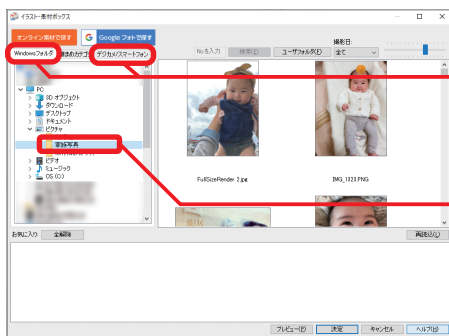 イラスト・素材ボックス
オンライン素材で探す
Google フォトで探す
Windowsフォルダ
デジカメ/スマートフォン
Noを入力
検索(E)
ユーザフォルダ(F)
撮影日:
全て
PC
3D オブジェクト
ダウンロード
デスクトップ
ドキュメント
ピクチャ
家族写真
ビデオ
ミュージック
OS (C:)
FullSizeRender 2.jpg
IMG_1023.PNG
お気に入り
全解除
再読込(L)
プレビュー(P)
決定
キャンセル
ヘルプ(H)